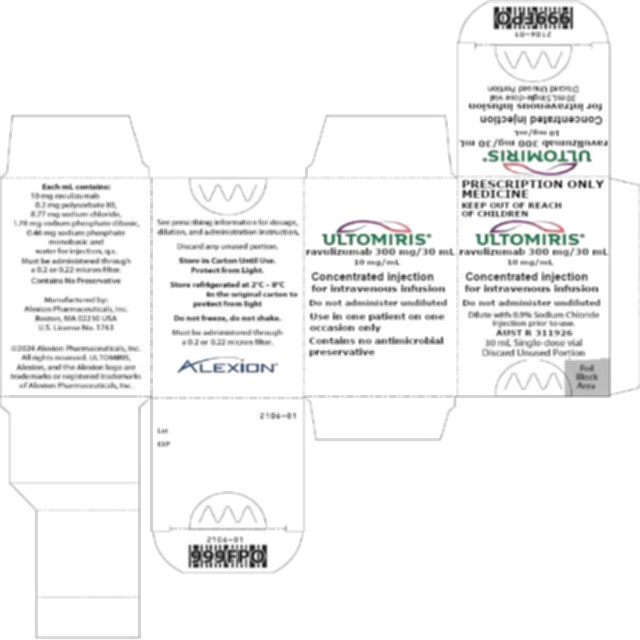 999FPO
2106-01
Discard Unused Portion
30 mL Single-dose vial
for intravenous infusion
Concentrated injection
10 mg/mL
ravulizumab 300 mg/30 mL
ULTOMIRIS®
Each mL contains:
10 mg ravulizumab
0.2 mg polysorbate 80,
8.77 mg sodium chloride,
1.78 mg sodium phosphate dibasic,
0.46 mg sodium phosphate
monobasic and
water for injection, q.s.
Must be administered through
a 0.2 or 0.22 micron filter.
Contains No Preservative
Manufactured by:
Alexion Pharmaceuticals, Inc.
Boston, MA 02210 USA
U.S. License No. 1743
Alexion Pharmaceuticals, Inc.
All rights reserved. ULTOMIRIS,
Alexion, and the Alexion logo are
trademarks or registered trademarks
of Alexion Pharmaceuticals, Inc.
See prescribing information for dosage,
dilution, and administration instruction.
Discard any unused portion.
Store in Carton Until Use.
Protect from Light.
Store refrigerated at 2°C - 8°C
in the original carton to
protect from light
Do not freeze, do not shake.
Must be administered through
a 0.2 or 0.22 micron filter.
ALEXION®
2106-01
Lot
EXP
2106-01
999FPO
ULTOMIRIS®
ravulizumab 300 mg/30 mL
10 mg/mL
Concentrated injection
for intravenous infusion
Do not administer undiluted
Use in one patient on one
occasion only
Contains no antimicrobial
preservative
PRESCRIPTION ONLY
MEDICINE
KEEP OUT OF REACH
OF CHILDREN
ULTOMIRIS®
ravulizumab 300 mg/30 mL
10 mg/mL
Concentrated injection
for intravenous infusion
Do not administer undiluted
Dilute with 0.9% Sodium Chloride
Injection prior to use.
AUST R 311926
30 mL Single-dose vial
Discard Unused Portion
Foil
Block
Area